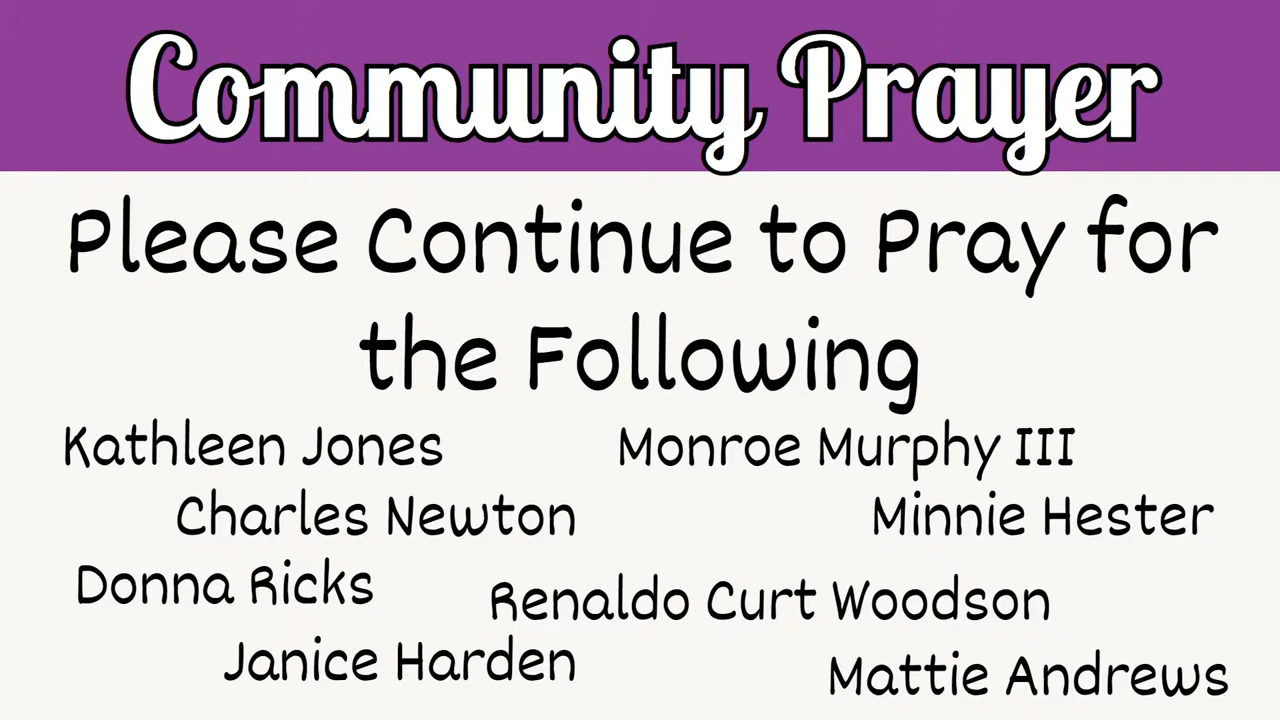 Community Prayer
Please Continue to Pray for
the Following
Kathleen Jones
Monroe Murphy III
Charles Newton
Minnie Hester
Donna Ricks
Renaldo Curt Woodson
Janice Harden
Mattie Andrews